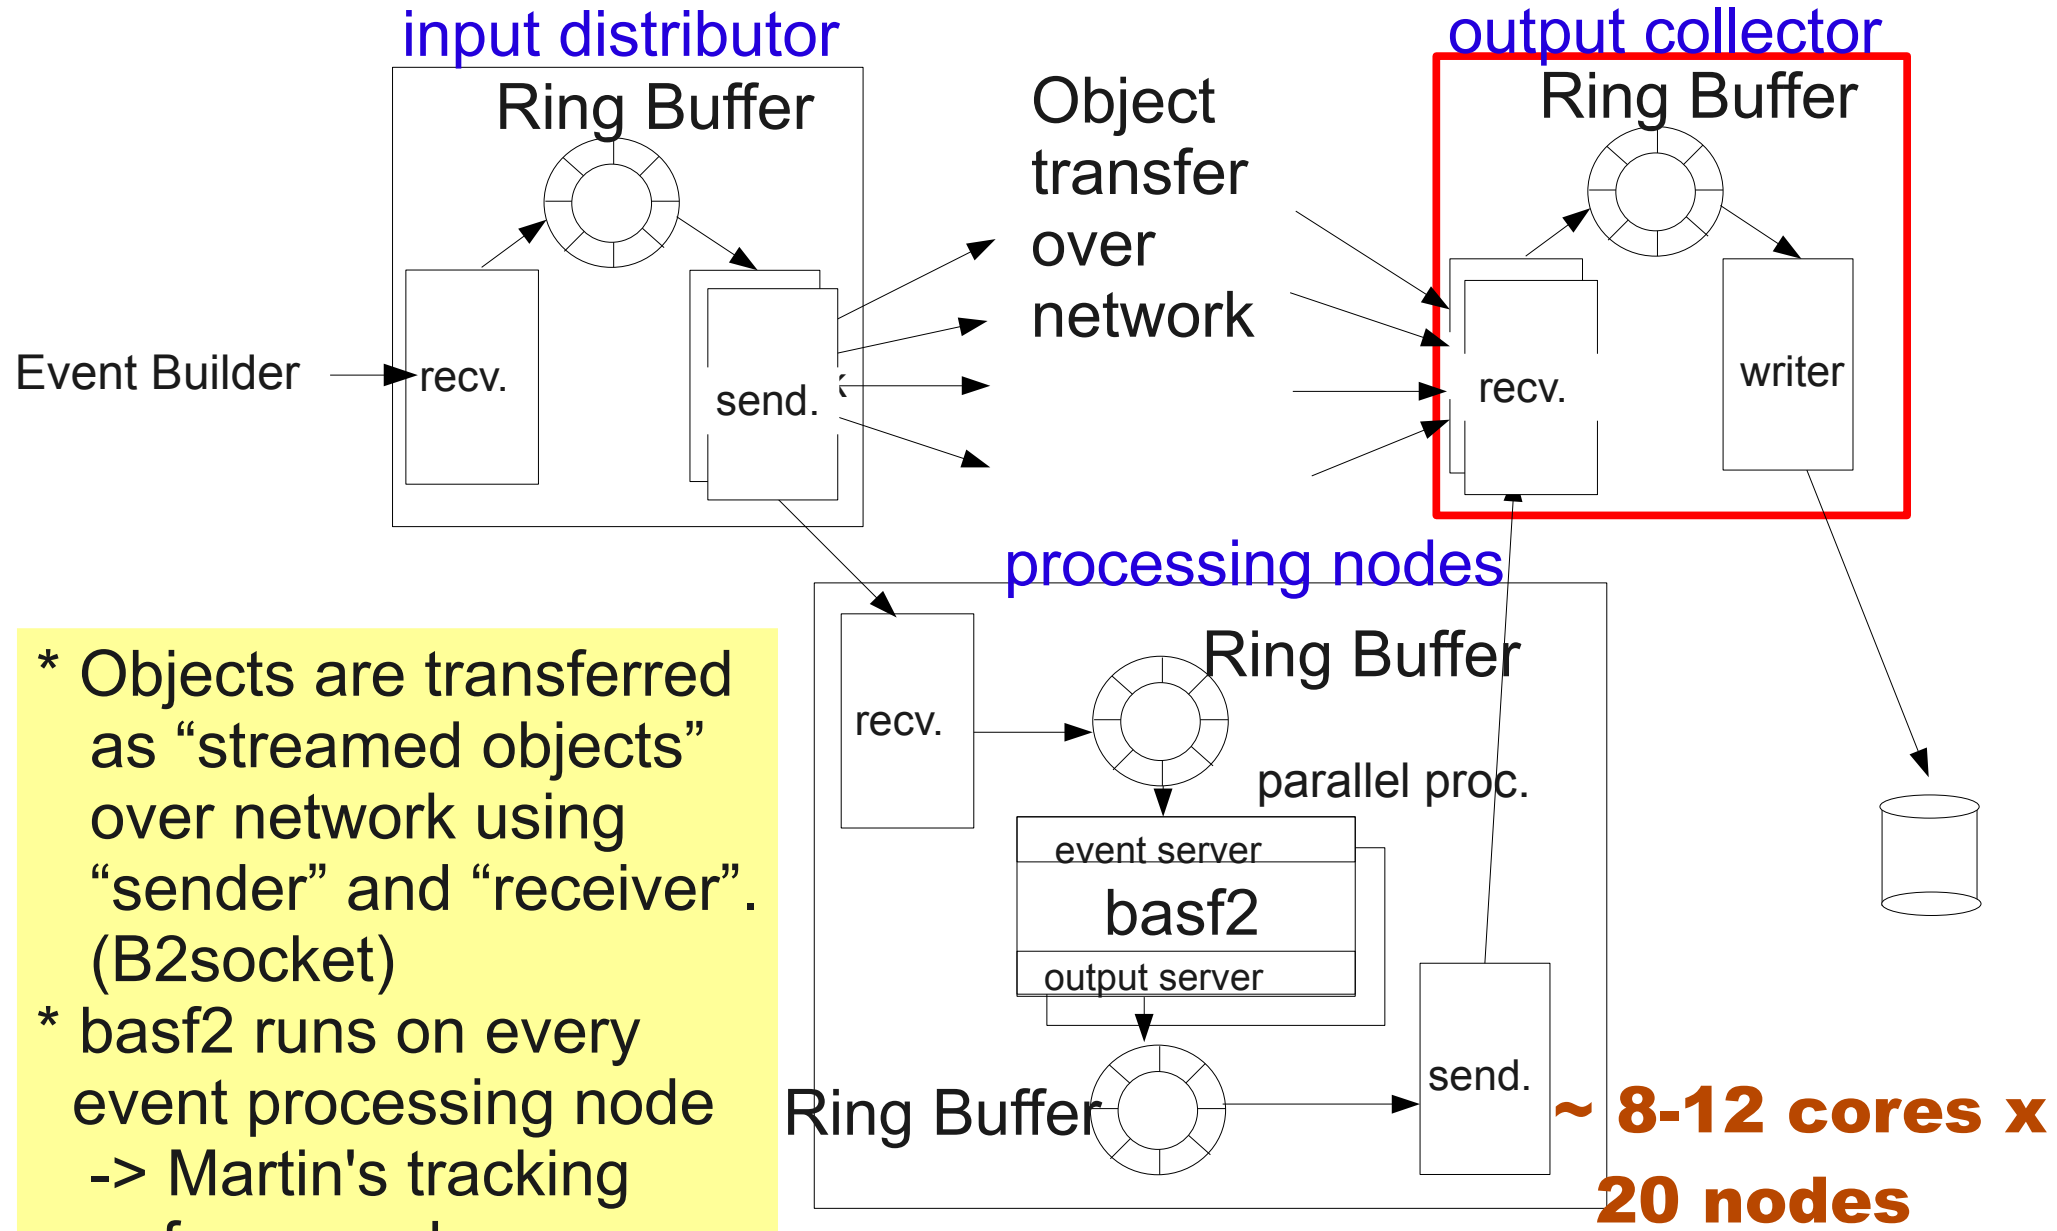 input distributor
output collector
Ring Buffer
Object
transfer
over
network
Ring Buffer
Event Builder
recv.
send.
recv.
writer
processing nodes
recv.
Ring Buffer
parallel proc.
event server
basf2
output server
Ring Buffer
send.
~ 8-12 cores x
20 nodes
* Objects are transferred
as “streamed objects”
over network using
“sender” and “receiver”.
(B2socket)
* basf2 runs on every
event processing node
-> Martin's tracking